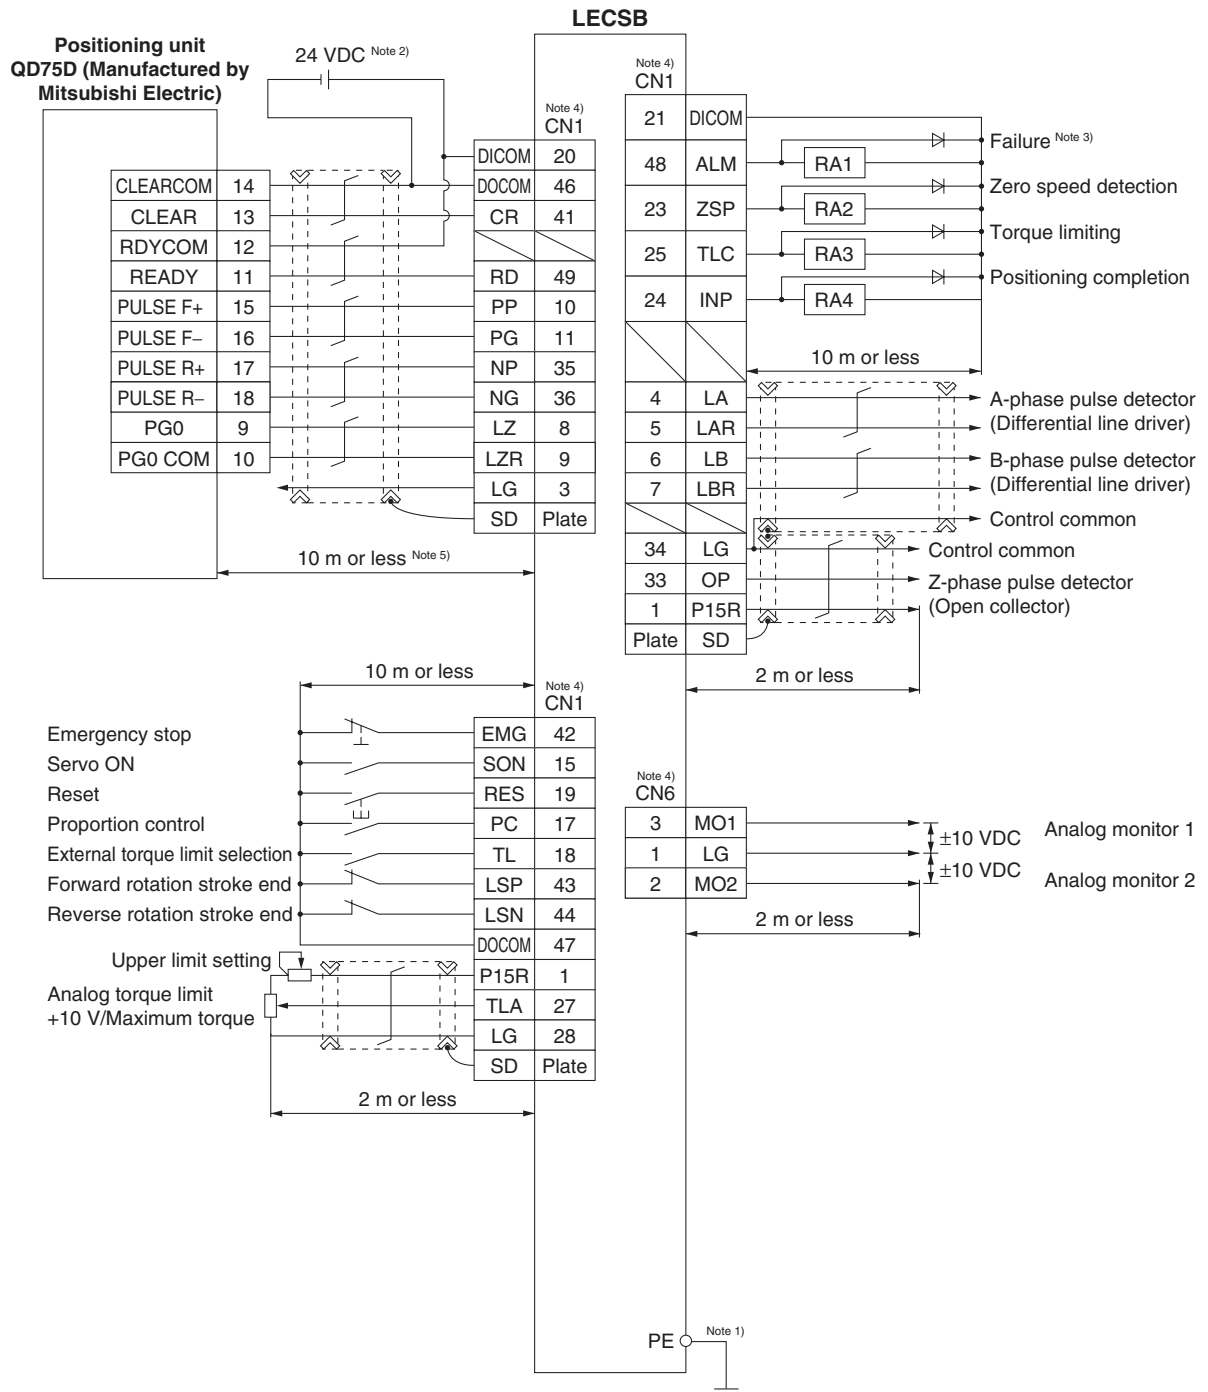 LECSB
Positioning unit
QD75D (Manufactured by
Mitsubishi Electric)
24 VDC Note 2)
Note 4)
CN1
DICOM 20
CLEARCOM 14 DOCOM 46
CLEAR 13 CR 41
RDYCOM 12
READY 11 RD 49
PULSE F+ 15 PP 10
PULSE F− 16 PG 11
PULSE R+ 17 NP 35
PULSE R− 18 NG 36
PG0 9 LZ 8
PG0 COM 10 LZR 9
LG 3
SD Plate
10 m or less Note 5)
Note 4)
CN1
21 DICOM
Failure Note 3)
48 ALM RA1
Zero speed detection
23 ZSP RA2
Torque limiting
25 TLC RA3
Positioning completion
24 INP RA4
10 m or less
4 LA A-phase pulse detector
5 LAR (Differential line driver)
6 LB B-phase pulse detector
7 LBR (Differential line driver)
Control common
34 LG Control common
33 OP Z-phase pulse detector
1 P15R (Open collector)
Plate SD
2 m or less
10 m or less
Note 4)
CN1
Emergency stop EMG 42
Servo ON SON 15
Reset RES 19
Proportion control PC 17
External torque limit selection TL 18
Forward rotation stroke end LSP 43
Reverse rotation stroke end LSN 44
DOCOM 47
Upper limit setting P15R 1
Analog torque limit
+10 V/Maximum torque
TLA 27
LG 28
SD Plate
2 m or less
Note 4)
CN6
3 MO1 Analog monitor 1
±10 VDC
1 LG
±10 VDC
2 MO2 Analog monitor 2
2 m or less
PE Note 1)